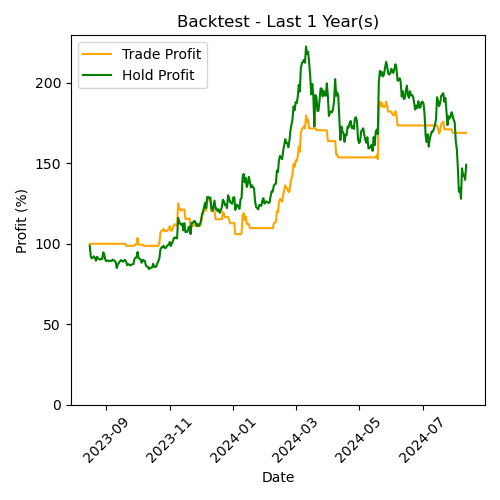 Backtest - Last 1 Year(s)
Trade Profit
Hold Profit
Profit (%)
200
150
100
50
0
2023-09
2023-11
2024-01
2024-03
2024-05
2024-07
Date